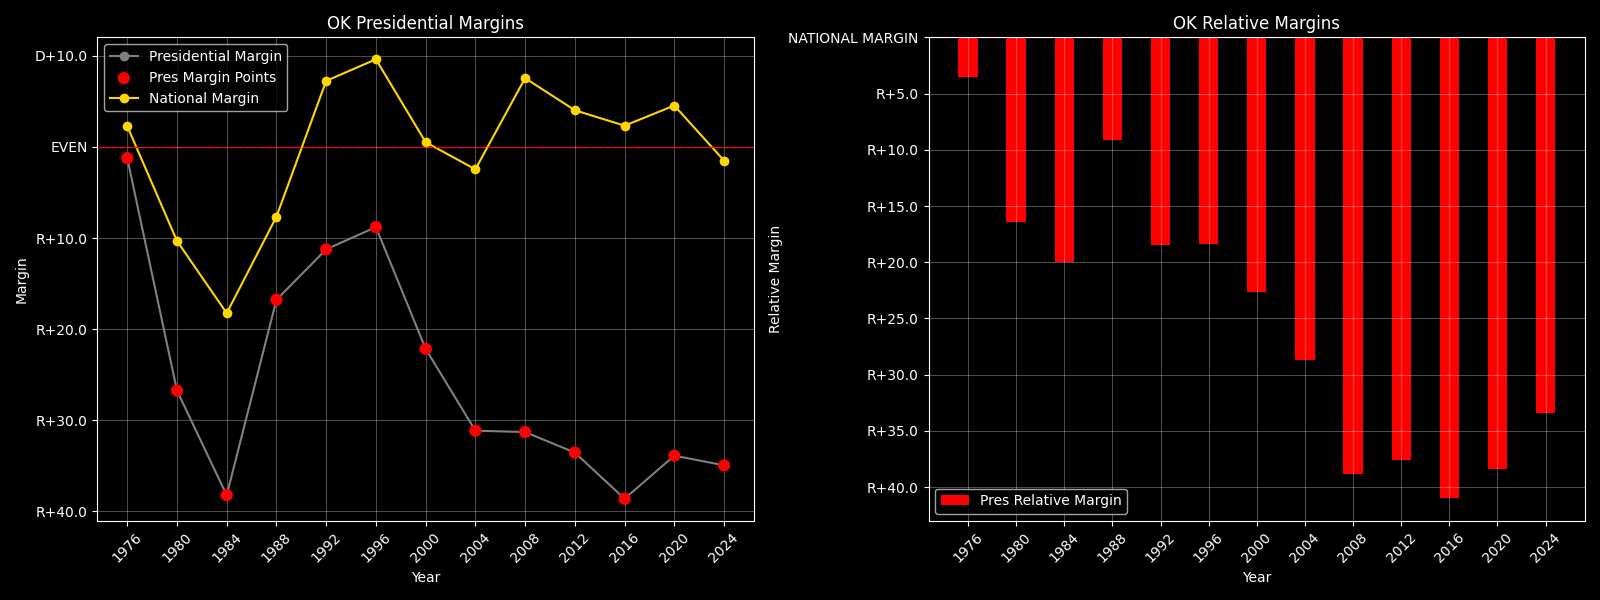 OK Presidential Margins
D+10.0
EVEN
R+10.0
R+20.0
R+30.0
R+40.0
Margin
Presidential Margin
Pres Margin Points
National Margin
1976
1980
1984
1988
1992
1996
2000
2004
2008
2012
2016
2020
2024
Year
OK Relative Margins
NATIONAL MARGIN
R+5.0
R+10.0
R+15.0
R+20.0
R+25.0
R+30.0
R+35.0
R+40.0
Relative Margin
Pres Relative Margin
1976
1980
1984
1988
1992
1996
2000
2004
2008
2012
2016
2020
2024
Year